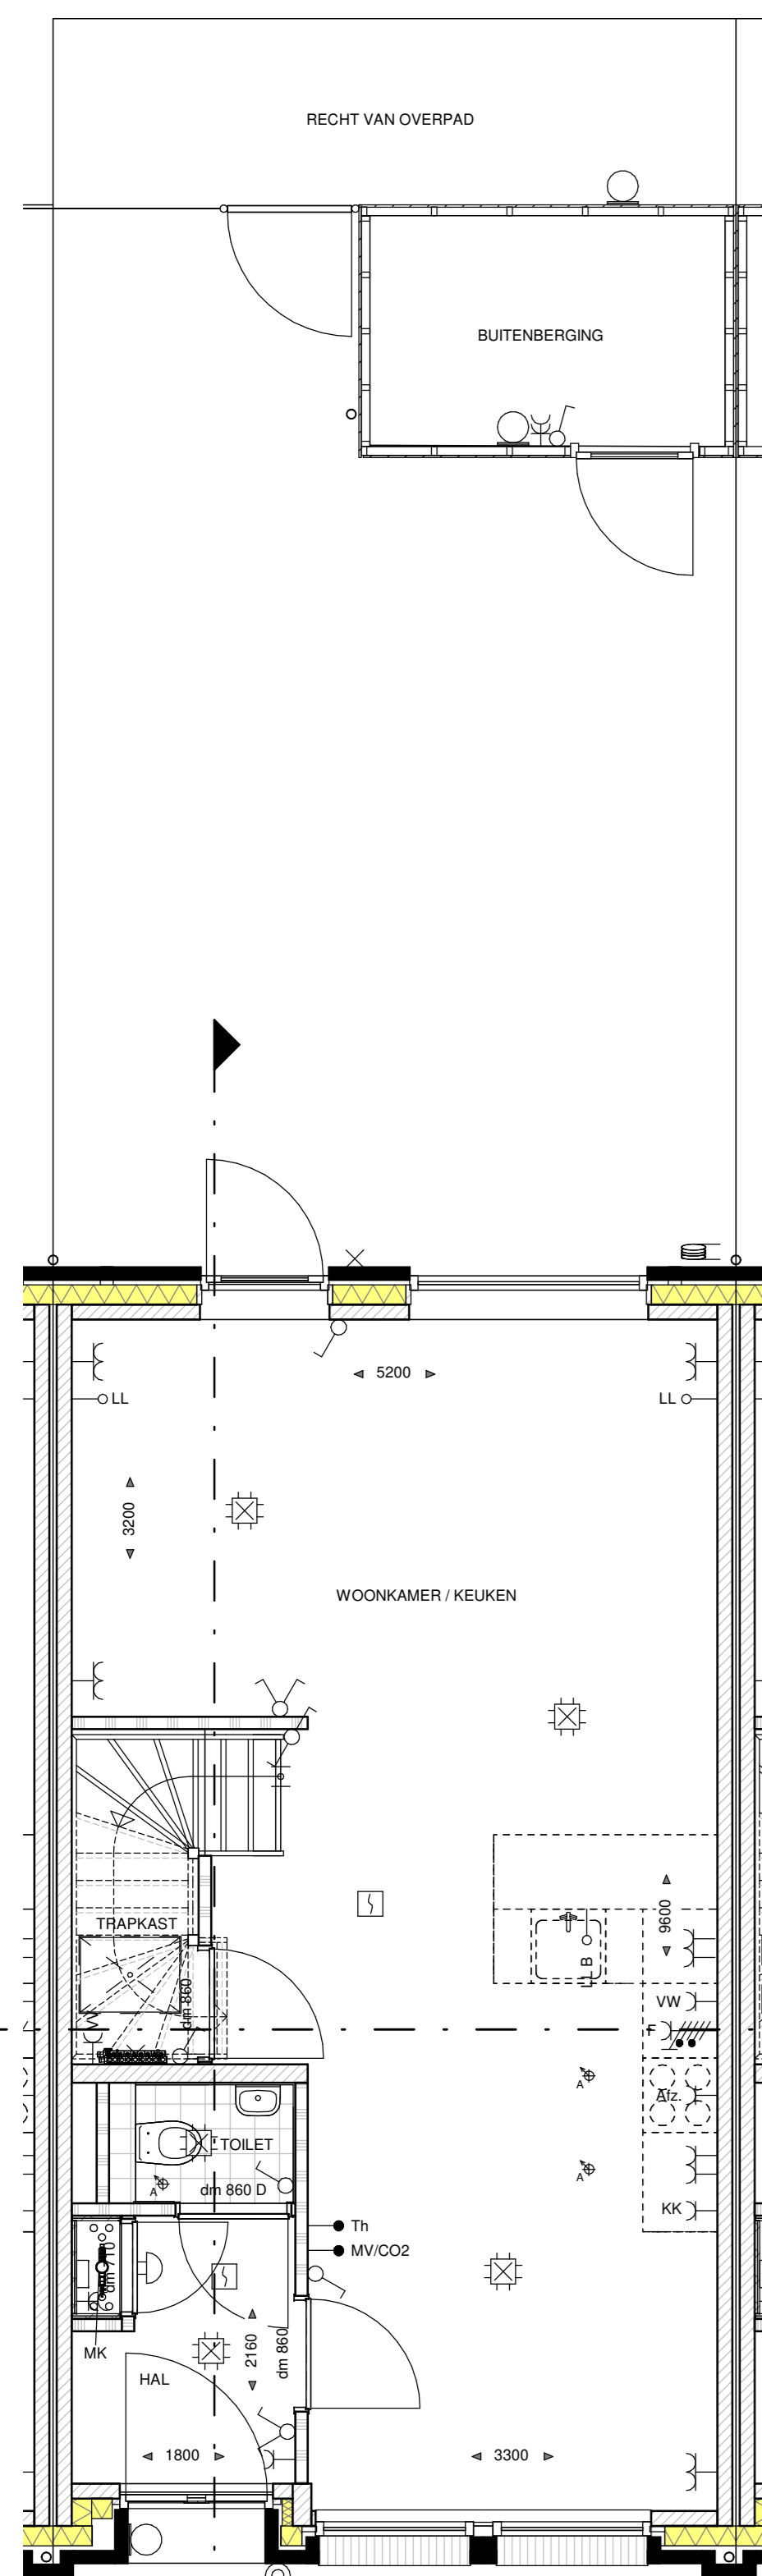 RECHT VAN OVERPAD
BUITENBERGING
5200
LL
LL
3200
WOONKAMER / KEUKEN
9600
TRAPKAST
dm 860
VW
F
A
Afz.
TOILET
A
A
dm 860 D
KK
Th
MV/CO2
dm 710
MK
2160
dm 860
HAL
1800
3300